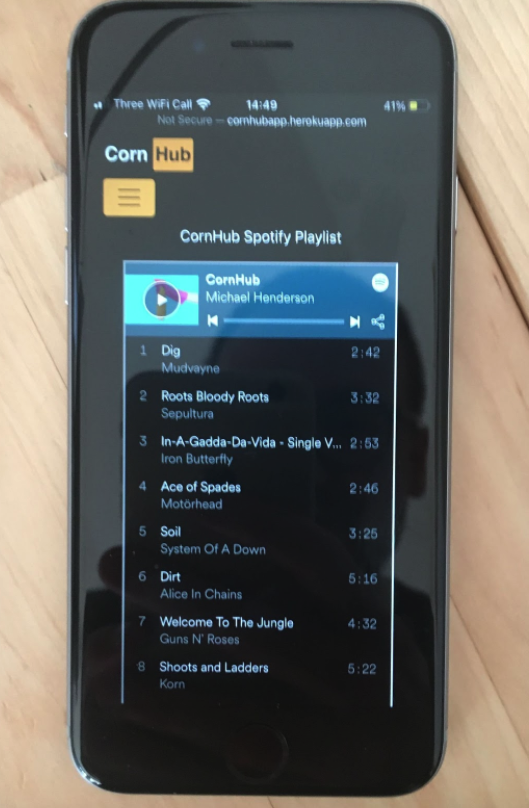 Three WiFi Call 14:49 41%
Not Secure — cornhubapp.herokuapp.com
Corn Hub
CornHub Spotify Playlist
CornHub
Michael Henderson
1 Dig 2:42
Mudvayne
2 Roots Bloody Roots 3:32
Sepultura
3 In-A-Gadda-Da-Vida - Single V... 2:53
Iron Butterfly
4 Ace of Spades 2:46
Motörhead
5 Soil 3:25
System Of A Down
6 Dirt 5:16
Alice In Chains
7 Welcome To The Jungle 4:32
Guns N' Roses
8 Shoots and Ladders 5:22
Korn